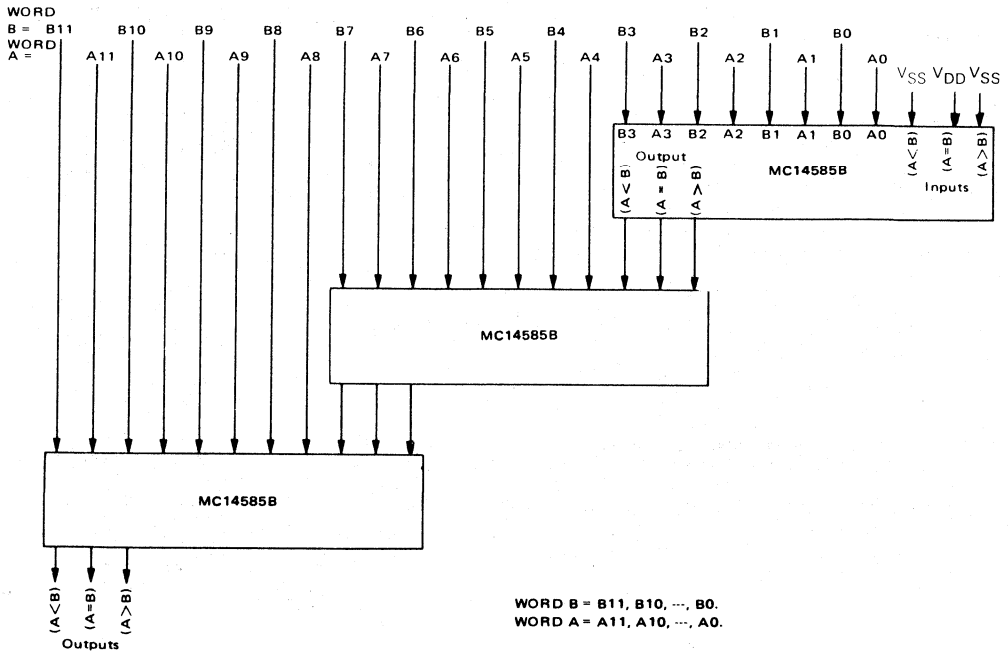 WORD
B = B11 B10 B9 B8 B7 B6 B5 B4 B3 B2 B1 B0
WORD
A = A11 A10 A9 A8 A7 A6 A5 A4 A3 A2 A1 A0 VSS VDD VSS
B3 A3 B2 A2 B1 A1 B0 A0 (A<B) (A=B) (A>B)
Output
(A<B) (A=B) (A>B)
MC14585B
Inputs
MC14585B
MC14585B
(A<B) (A=B) (A>B)
Outputs
WORD B = B11, B10, ---, B0.
WORD A = A11, A10, ---, A0.